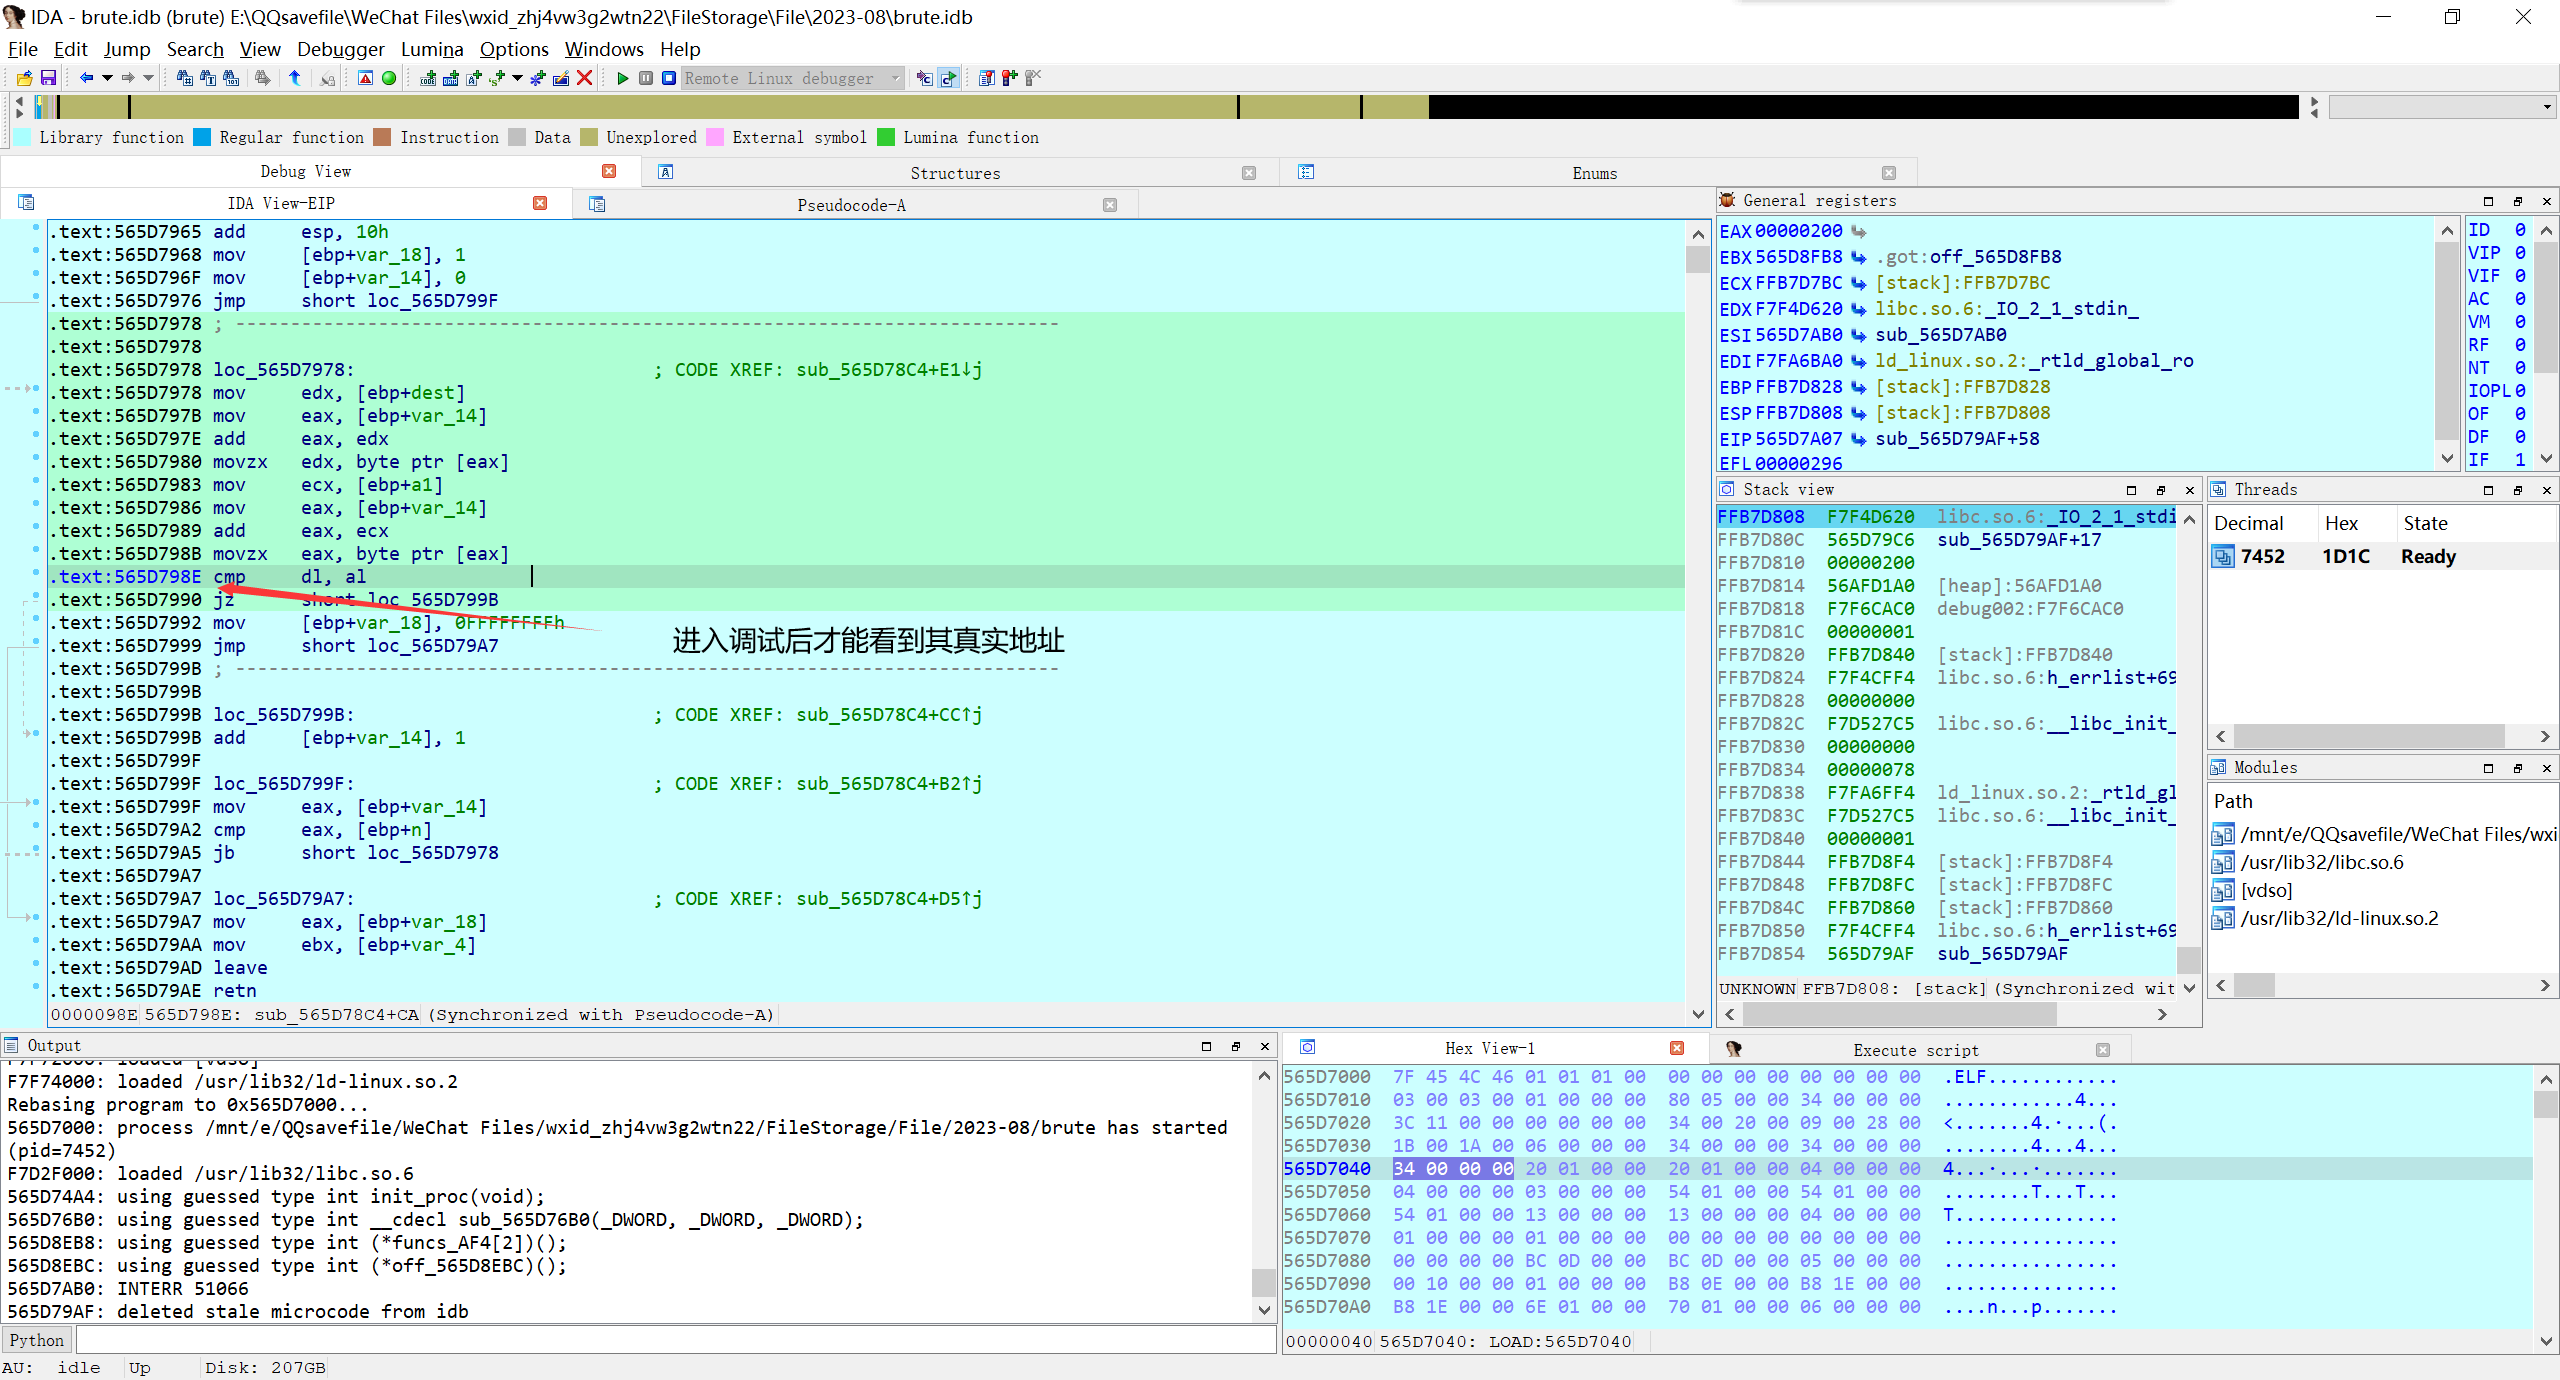 IDA - brute.idb (brute) E:\QQsavefile\WeChat Files\wxid_zhj4vw3g2wtn22\FileStorage\File\2023-08\brute.idb
File Edit Jump Search View Debugger Lumina Options Windows Help
Remote Linux debugger
Library function Regular function Instruction Data Unexplored External symbol Lumina function
Debug View Structures Enums
IDA View-EIP Pseudocode-A
.text:565D7965 add esp, 10h
.text:565D7968 mov [ebp+var_18], 1
.text:565D796F mov [ebp+var_14], 0
.text:565D7976 jmp short loc_565D799F
.text:565D7978 ; ---------------------------------------------------------------------------
.text:565D7978
.text:565D7978 loc_565D7978: ; CODE XREF: sub_565D78C4+E1↓j
.text:565D7978 mov edx, [ebp+dest]
.text:565D797B mov eax, [ebp+var_14]
.text:565D797E add eax, edx
.text:565D7980 movzx edx, byte ptr [eax]
.text:565D7983 mov ecx, [ebp+a1]
.text:565D7986 mov eax, [ebp+var_14]
.text:565D7989 add eax, ecx
.text:565D798B movzx eax, byte ptr [eax]
.text:565D798E cmp dl, al
.text:565D7990 jz short loc_565D799B
.text:565D7992 mov [ebp+var_18], 0FFFFFFFFh
.text:565D7999 jmp short loc_565D79A7
进入调试后才能看到其真实地址
.text:565D799B ; ---------------------------------------------------------------------------
.text:565D799B
.text:565D799B loc_565D799B: ; CODE XREF: sub_565D78C4+CC↑j
.text:565D799B add [ebp+var_14], 1
.text:565D799F
.text:565D799F loc_565D799F: ; CODE XREF: sub_565D78C4+B2↑j
.text:565D799F mov eax, [ebp+var_14]
.text:565D79A2 cmp eax, [ebp+n]
.text:565D79A5 jb short loc_565D7978
.text:565D79A7
.text:565D79A7 loc_565D79A7: ; CODE XREF: sub_565D78C4+D5↑j
.text:565D79A7 mov eax, [ebp+var_18]
.text:565D79AA mov ebx, [ebp+var_4]
.text:565D79AD leave
.text:565D79AE retn
0000098E 565D798E: sub_565D78C4+CA (Synchronized with Pseudocode-A)
General registers
EAX 00000200
EBX 565D8FB8 .got:off_565D8FB8
ECX FFB7D7BC [stack]:FFB7D7BC
EDX F7F4D620 libc.so.6:_IO_2_1_stdin_
ESI 565D7AB0 sub_565D7AB0
EDI F7FA6BA0 ld_linux.so.2:_rtld_global_ro
EBP FFB7D828 [stack]:FFB7D828
ESP FFB7D808 [stack]:FFB7D808
EIP 565D7A07 sub_565D79AF+58
EFL 00000296
ID 0
VIP 0
VIF 0
AC 0
VM 0
RF 0
NT 0
IOPL 0
OF 0
DF 0
IF 1
Stack view
FFB7D808 F7F4D620 libc.so.6:_IO_2_1_stdi
FFB7D80C 565D79C6 sub_565D79AF+17
FFB7D810 00000200
FFB7D814 56AFD1A0 [heap]:56AFD1A0
FFB7D818 F7F6CAC0 debug002:F7F6CAC0
FFB7D81C 00000001
FFB7D820 FFB7D840 [stack]:FFB7D840
FFB7D824 F7F4CFF4 libc.so.6:h_errlist+69
FFB7D828 00000000
FFB7D82C F7D527C5 libc.so.6:__libc_init_
FFB7D830 00000000
FFB7D834 00000078
FFB7D838 F7FA6FF4 ld_linux.so.2:_rtld_gl
FFB7D83C F7D527C5 libc.so.6:__libc_init_
FFB7D840 00000001
FFB7D844 FFB7D8F4 [stack]:FFB7D8F4
FFB7D848 FFB7D8FC [stack]:FFB7D8FC
FFB7D84C FFB7D860 [stack]:FFB7D860
FFB7D850 F7F4CFF4 libc.so.6:h_errlist+69
FFB7D854 565D79AF sub_565D79AF
UNKNOWN FFB7D808: [stack] (Synchronized wit
Threads
Decimal Hex State
7452 1D1C Ready
Modules
Path
/mnt/e/QQsavefile/WeChat Files/wxi
/usr/lib32/libc.so.6
[vdso]
/usr/lib32/ld-linux.so.2
Output
F7F72000: loaded [vdso]
F7F74000: loaded /usr/lib32/ld-linux.so.2
Rebasing program to 0x565D7000...
565D7000: process /mnt/e/QQsavefile/WeChat Files/wxid_zhj4vw3g2wtn22/FileStorage/File/2023-08/brute has started
(pid=7452)
F7D2F000: loaded /usr/lib32/libc.so.6
565D74A4: using guessed type int init_proc(void);
565D76B0: using guessed type int __cdecl sub_565D76B0(_DWORD, _DWORD, _DWORD);
565D8EB8: using guessed type int (*funcs_AF4[2])();
565D8EBC: using guessed type int (*off_565D8EBC)();
565D7AB0: INTERR 51066
565D79AF: deleted stale microcode from idb
Python
AU: idle Up Disk: 207GB
Hex View-1 Execute script
565D7000 7F 45 4C 46 01 01 01 00 00 00 00 00 00 00 00 00 .ELF............
565D7010 03 00 03 00 01 00 00 00 80 05 00 00 34 00 00 00 ............4...
565D7020 3C 11 00 00 00 00 00 00 34 00 20 00 09 00 28 00 <.......4.·...(.
565D7030 1B 00 1A 00 06 00 00 00 34 00 00 00 34 00 00 00 ........4...4...
565D7040 34 00 00 00 20 01 00 00 20 01 00 00 04 00 00 00 4...·...·.......
565D7050 04 00 00 00 03 00 00 00 54 01 00 00 54 01 00 00 ........T...T...
565D7060 54 01 00 00 13 00 00 00 13 00 00 00 04 00 00 00 T...............
565D7070 01 00 00 00 01 00 00 00 00 00 00 00 00 00 00 00 ................
565D7080 00 00 00 00 BC 0D 00 00 BC 0D 00 00 05 00 00 00 ................
565D7090 00 10 00 00 01 00 00 00 B8 0E 00 00 B8 1E 00 00 ................
565D70A0 B8 1E 00 00 6E 01 00 00 70 01 00 00 06 00 00 00 ....n...p.......
00000040 565D7040: LOAD:565D7040